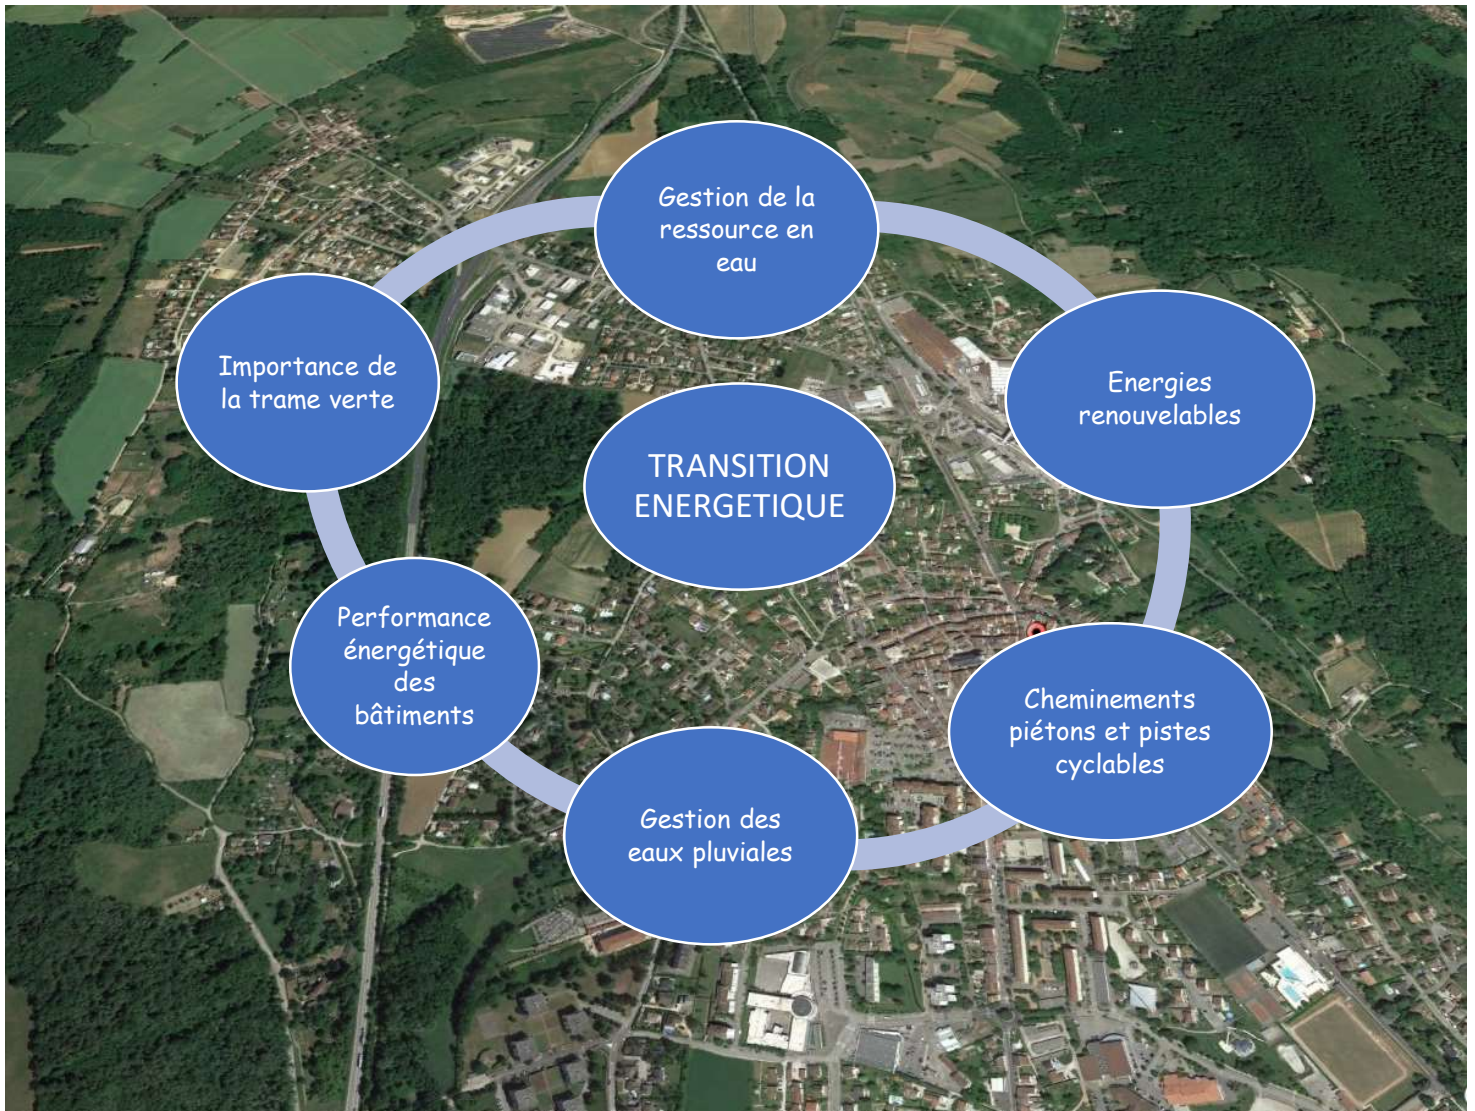 Gestion de la
ressource en
eau
Importance de
la trame verte
Energies
renouvelables
TRANSITION
ENERGETIQUE
Performance
énergétique
des
bâtiments
Cheminements
piétons et pistes
cyclables
Gestion des
eaux pluviales